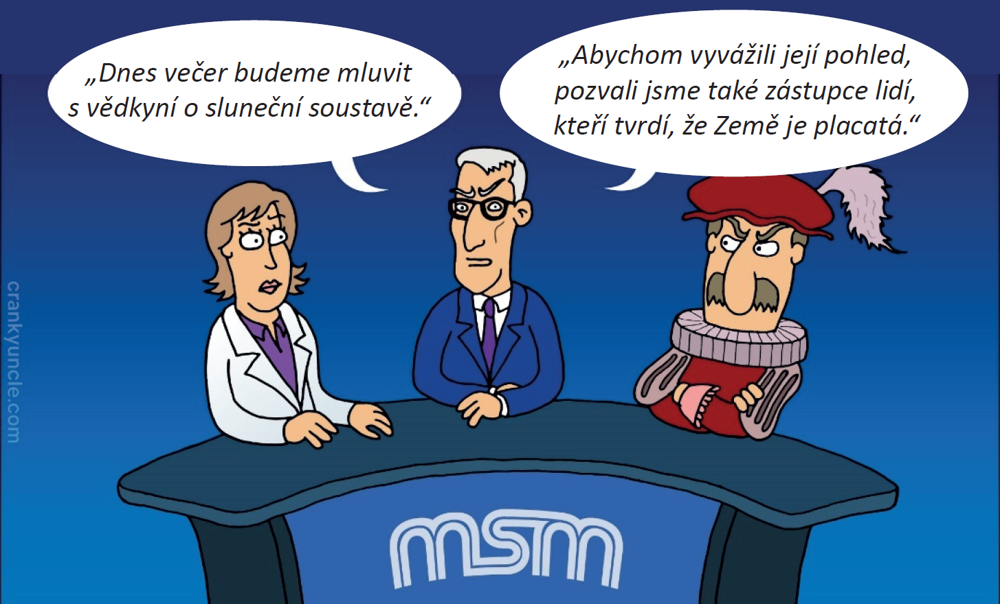 „Dnes večer budeme mluvit
s vědkyní o sluneční soustavě.“
„Abychom vyvážili její pohled,
pozvali jsme také zástupce lidí,
kteří tvrdí, že Země je placatá.“
crankyuncle.com
msm